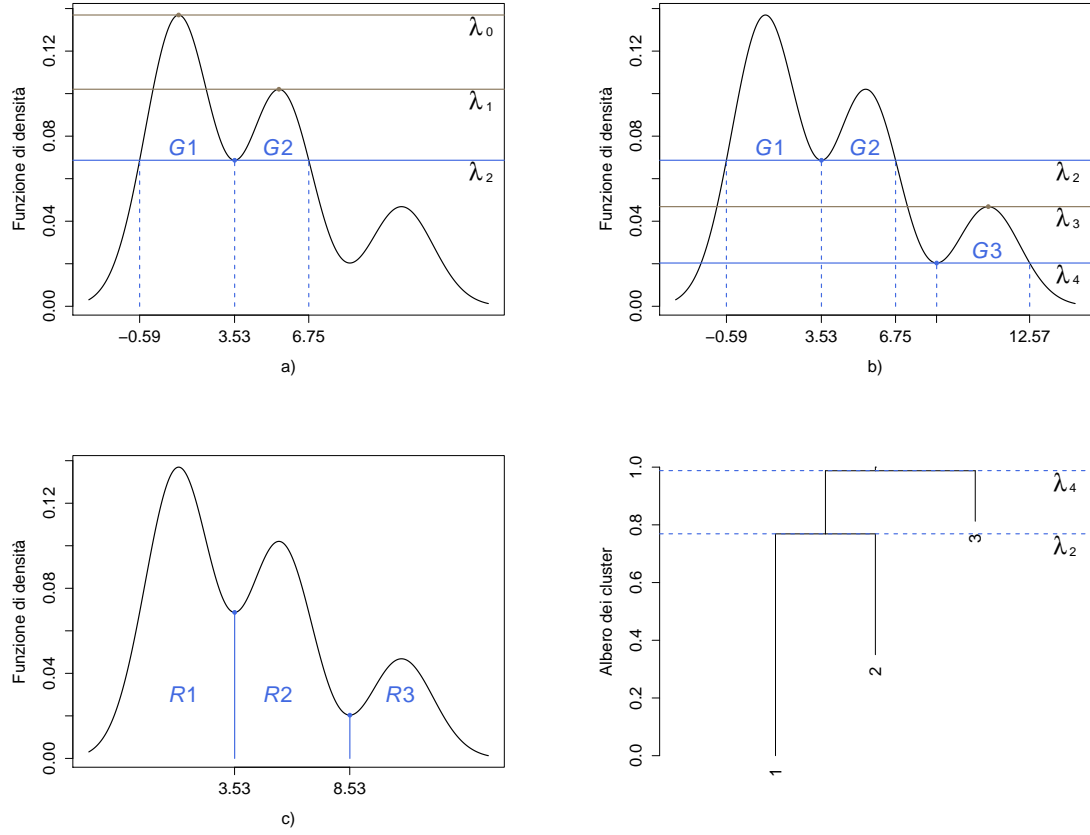 Funzione di densità
0.00 0.04 0.08 0.12
λ0
λ1
G1 G2
λ2
−0.59 3.53 6.75
a)
Funzione di densità
0.00 0.04 0.08 0.12
G1 G2
λ2
λ3
G3
λ4
−0.59 3.53 6.75 12.57
b)
Funzione di densità
0.00 0.04 0.08 0.12
R1 R2 R3
3.53 8.53
c)
Albero dei cluster
0.0 0.2 0.4 0.6 0.8 1.0
λ4
λ2
3
2
1